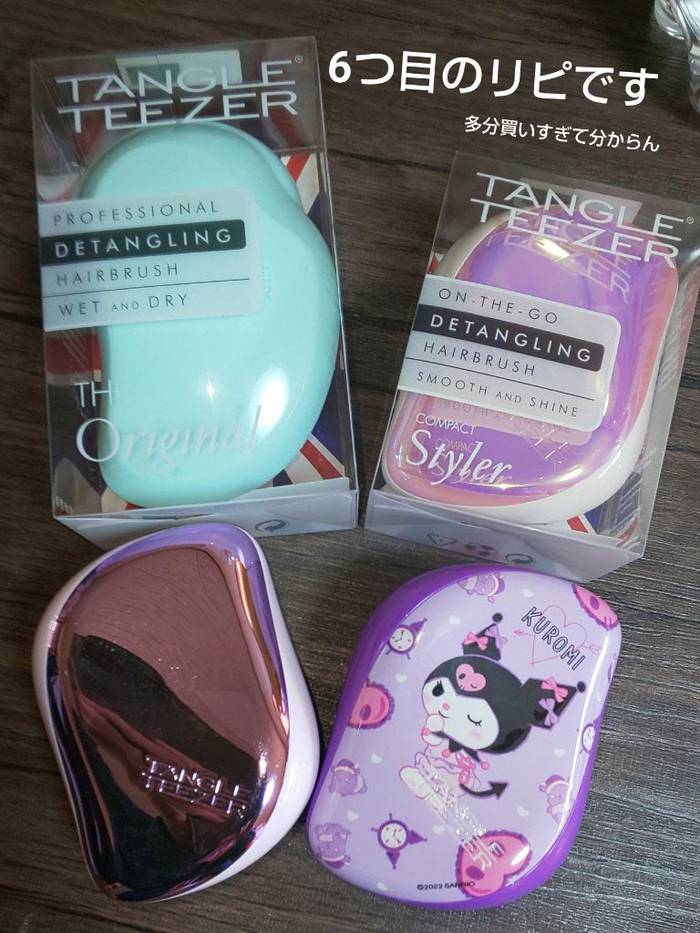 6つ目のリピです
多分買いすぎて分からん
TANGLE
TEEZER®
PROFESSIONAL
DETANGLING
HAIRBRUSH
WET AND DRY
THE
Original
TANGLE
TEEZER®
ON-THE-GO
DETANGLING
HAIRBRUSH
SMOOTH AND SHINE
COMPACT
Styler
TANGLE
TEEZER
KUROMI
©2022 SANRIO